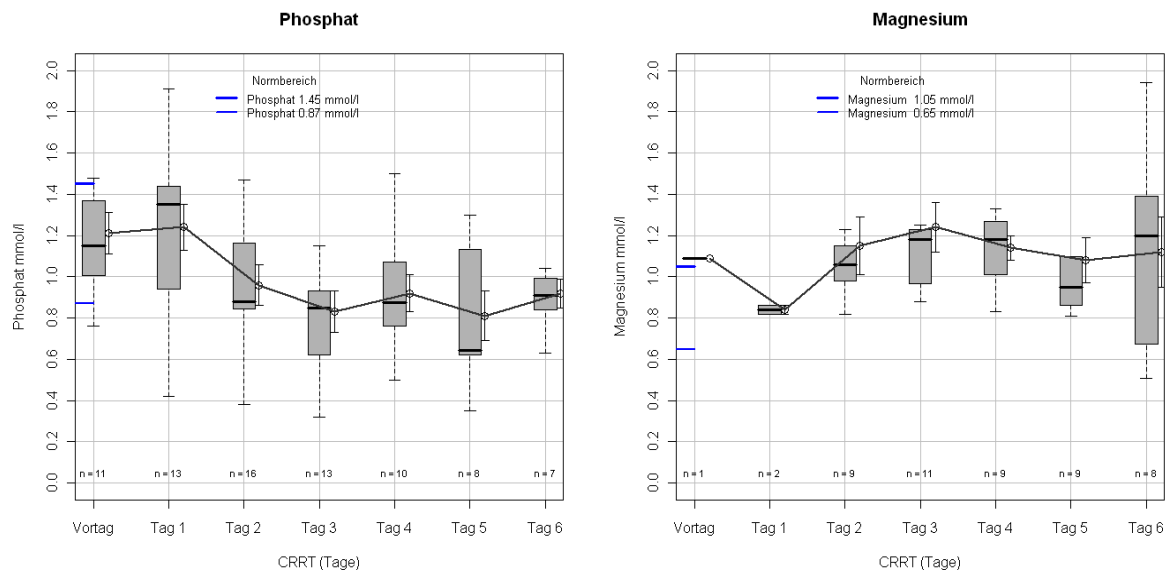 Phosphat
Phosphat mmol/l
2.0
1.8
1.6
1.4
1.2
1.0
0.8
0.6
0.4
0.2
0.0
Normbereich
Phosphat 1.45 mmol/l
Phosphat 0.87 mmol/l
n = 11 n = 13 n = 16 n = 13 n = 10 n = 8 n = 7
Vortag Tag 1 Tag 2 Tag 3 Tag 4 Tag 5 Tag 6
CRRT (Tage)
Magnesium
Magnesium mmol/l
2.0
1.8
1.6
1.4
1.2
1.0
0.8
0.6
0.4
0.2
0.0
Normbereich
Magnesium 1.05 mmol/l
Magnesium 0.65 mmol/l
n = 1 n = 2 n = 9 n = 11 n = 9 n = 9 n = 8
Vortag Tag 1 Tag 2 Tag 3 Tag 4 Tag 5 Tag 6
CRRT (Tage)